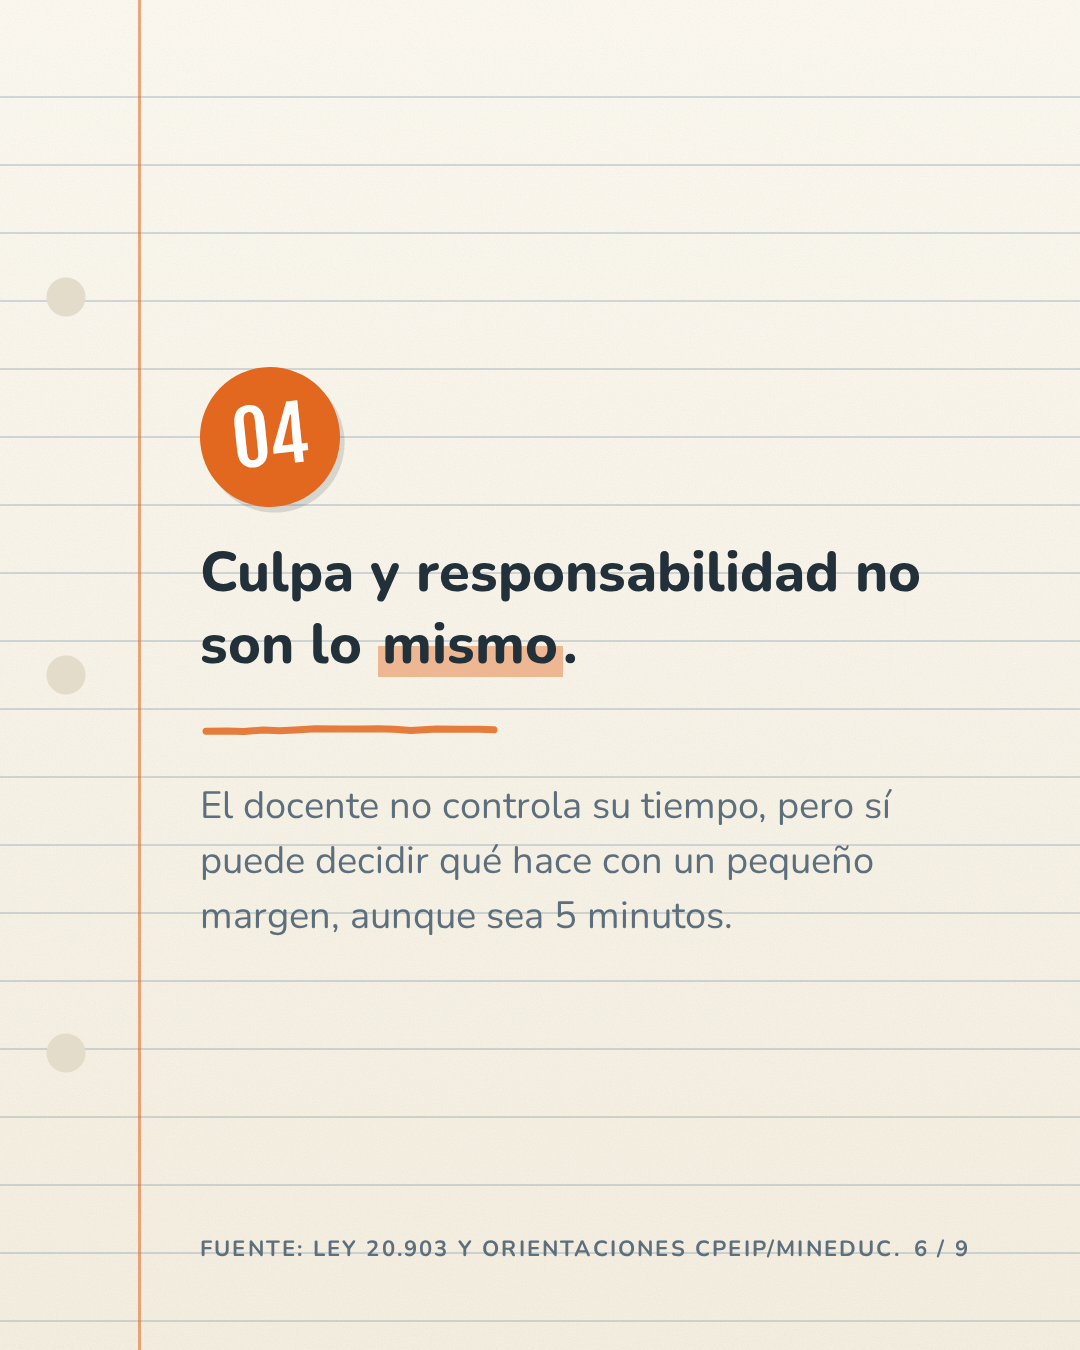 04
Culpa y responsabilidad no
son lo mismo.
El docente no controla su tiempo, pero sí
puede decidir qué hace con un pequeño
margen, aunque sea 5 minutos.
FUENTE: LEY 20.903 Y ORIENTACIONES CPEIP/MINEDUC. 6 / 9